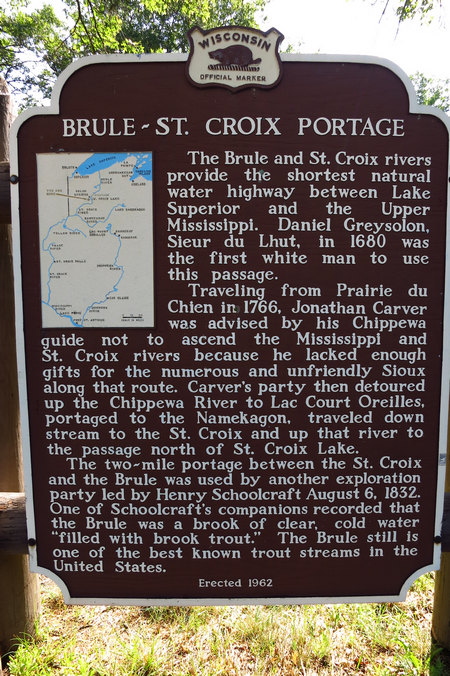 WISCONSIN
OFFICIAL MARKER
BRULE-ST. CROIX PORTAGE
The Brule and St. Croix rivers
provide the shortest natural
water highway between Lake
Superior and the Upper
Mississippi. Daniel Greysolon,
Sieur du Lhut, in 1680 was
the first white man to use
this passage.
Traveling from Prairie du
Chien in 1766, Jonathan Carver
was advised by his Chippewa
guide not to ascend the Mississippi and
St. Croix rivers because he lacked enough
gifts for the numerous and unfriendly Sioux
along that route. Carver's party then detoured
up the Chippewa River to Lac Court Oreilles,
portaged to the Namekagon, traveled down
stream to the St. Croix and up that river to
the passage north of St. Croix Lake.
The two-mile portage between the St. Croix
and the Brule was used by another exploration
party led by Henry Schoolcraft August 6, 1832.
One of Schoolcraft's companions recorded that
the Brule was a brook of clear, cold water
"filled with brook trout." The Brule still is
one of the best known trout streams in the
United States.
Erected 1962